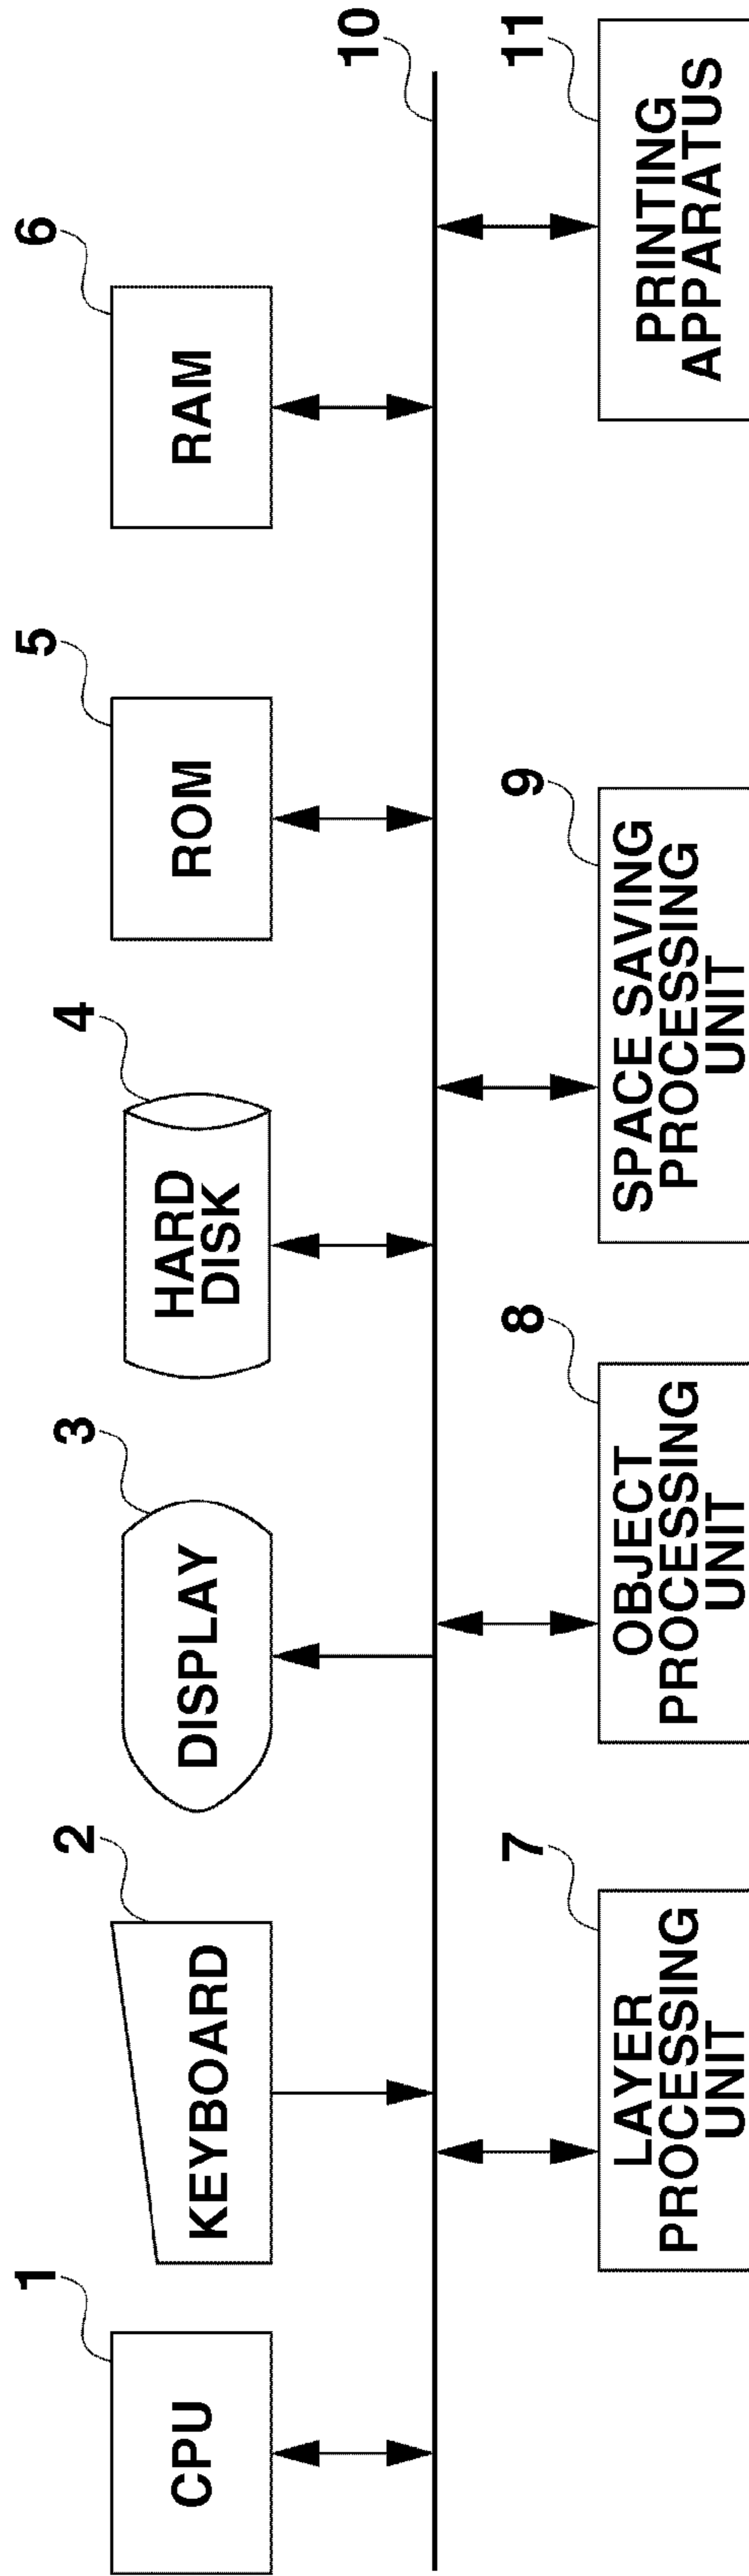 1
CPU
2
KEYBOARD
3
DISPLAY
4
HARD
DISK
5
ROM
6
RAM
10
7
LAYER
PROCESSING
UNIT
8
OBJECT
PROCESSING
UNIT
9
SPACE SAVING
PROCESSING
UNIT
11
PRINTING
APPARATUS